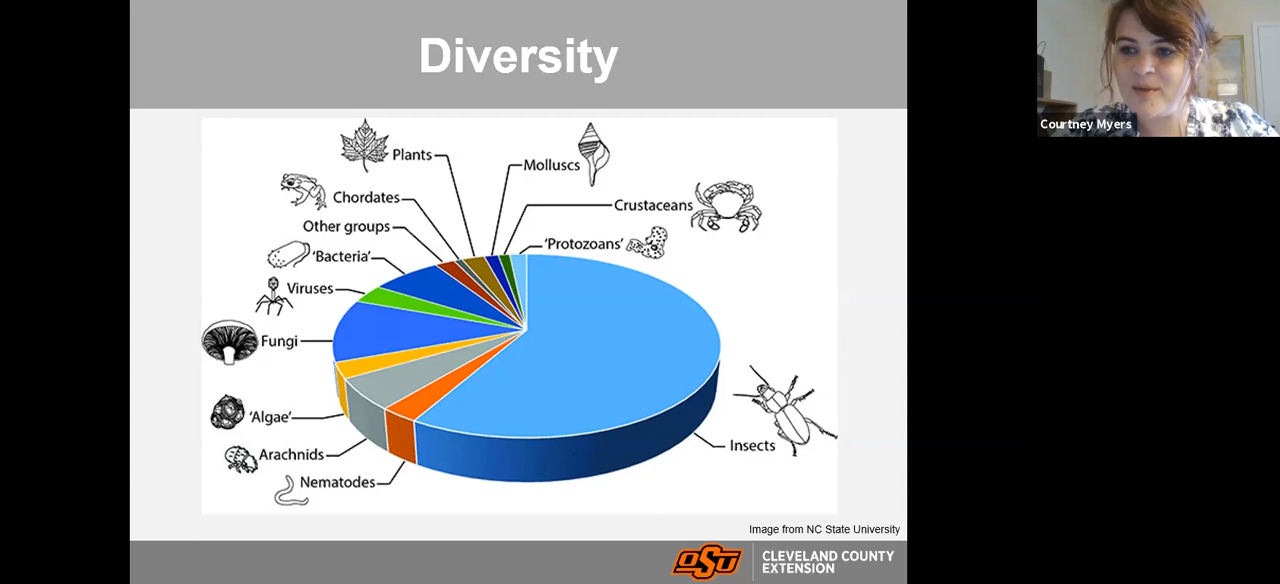 Diversity
Courtney Myers
Plants
Molluscs
Chordates
Crustaceans
Other groups
'Protozoans'
'Bacteria'
Viruses
Fungi
'Algae'
Insects
Arachnids
Nematodes
Image from NC State University
OSU
CLEVELAND COUNTY
EXTENSION